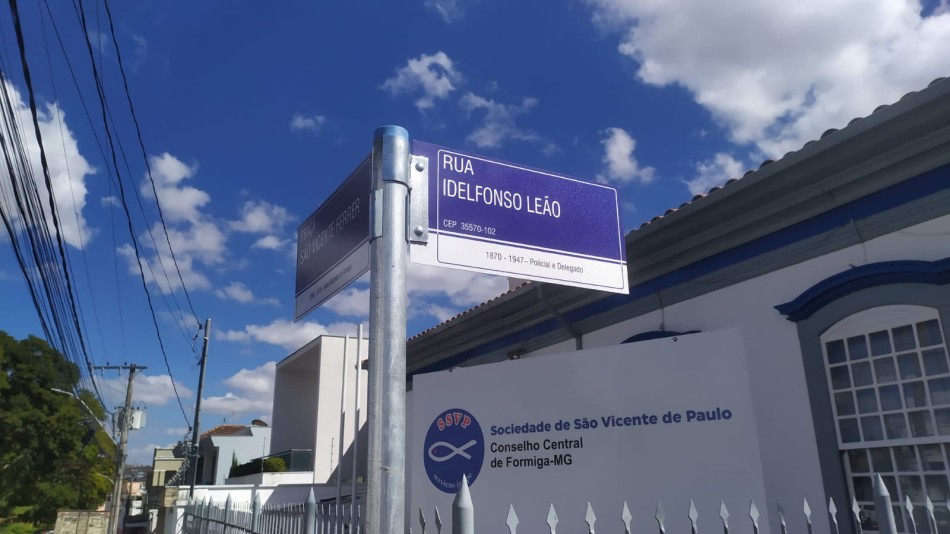 PRAÇA
SÃO VICENTE FERRER
RUA
IDELFONSO LEÃO
CEP 35570-102
1870 - 1947– Policial e Delegado
SSVP
Sociedade de São Vicente de Paulo
Conselho Central
de Formiga-MG